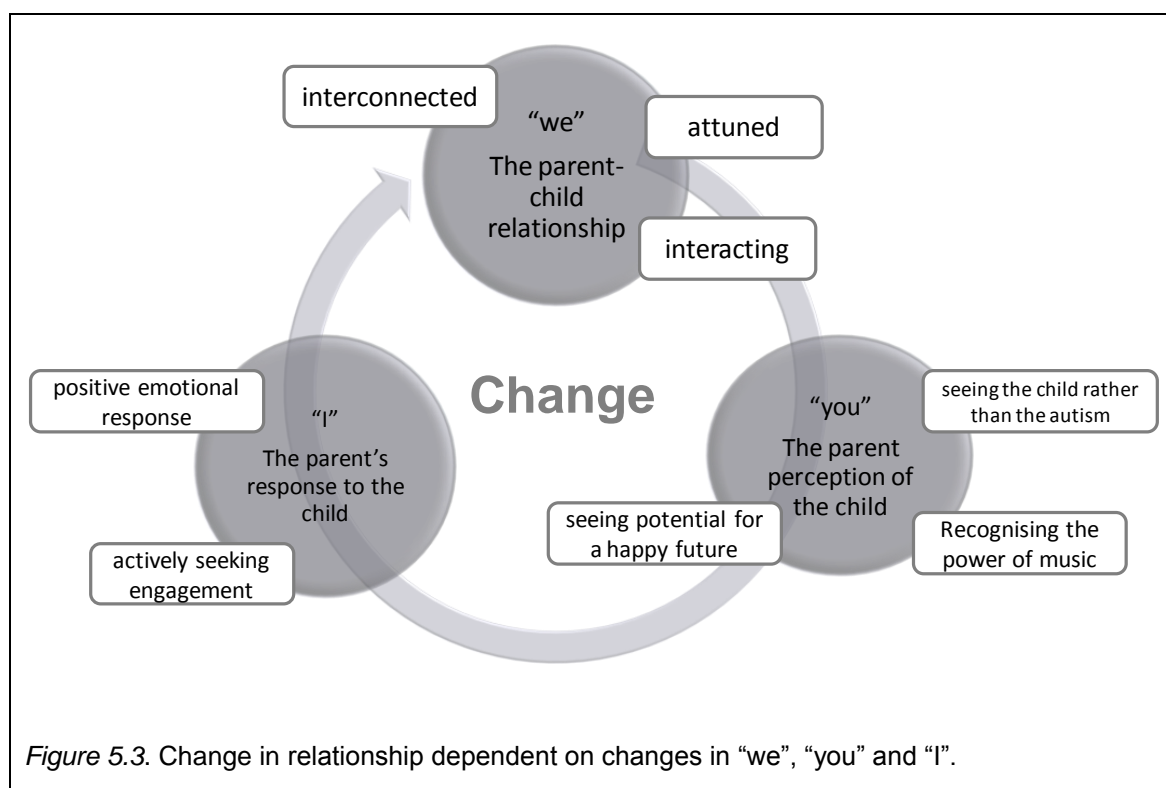 interconnected
“we”
The parent-
child
relationship
attuned
interacting
Change
“you”
The parent
perception of
the child
seeing the child rather
than the autism
seeing potential for
a happy future
Recognising the
power of music
“I”
The parent’s
response to the
child
positive emotional
response
actively seeking
engagement
Figure 5.3. Change in relationship dependent on changes in “we”, “you” and “I”.